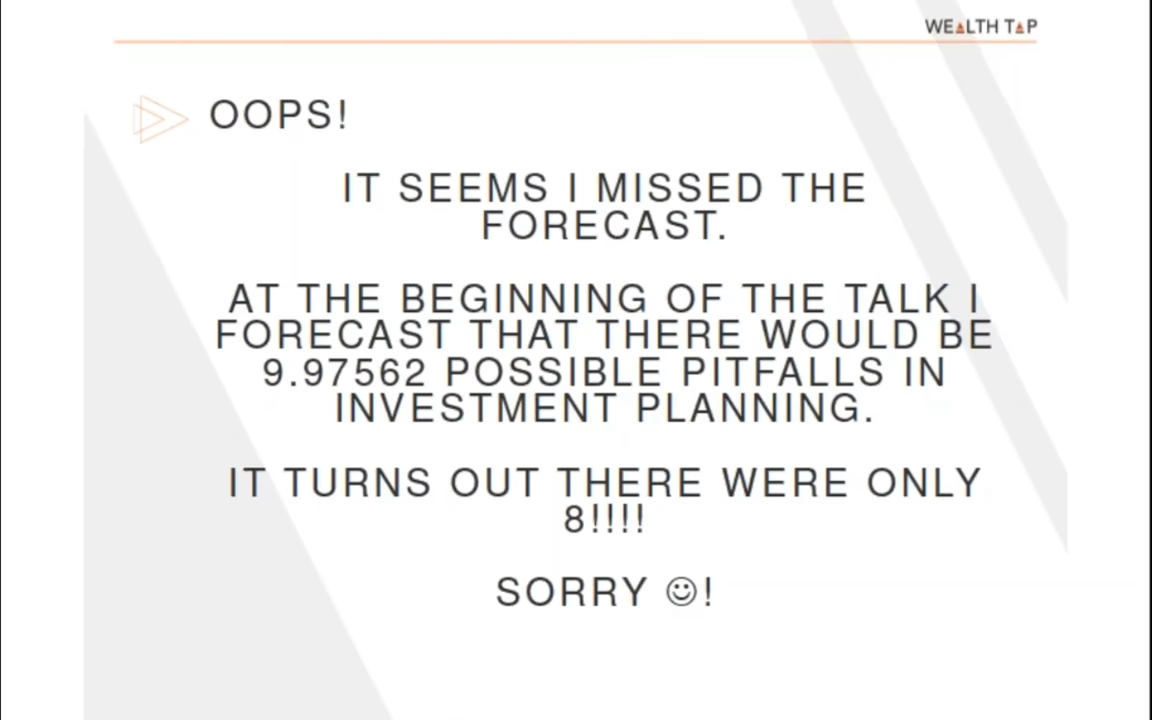 WEALTH TAP
OOPS!
IT SEEMS I MISSED THE
FORECAST.
AT THE BEGINNING OF THE TALK I
FORECAST THAT THERE WOULD BE
9.97562 POSSIBLE PITFALLS IN
INVESTMENT PLANNING.
IT TURNS OUT THERE WERE ONLY
8!!!!
SORRY ☺!